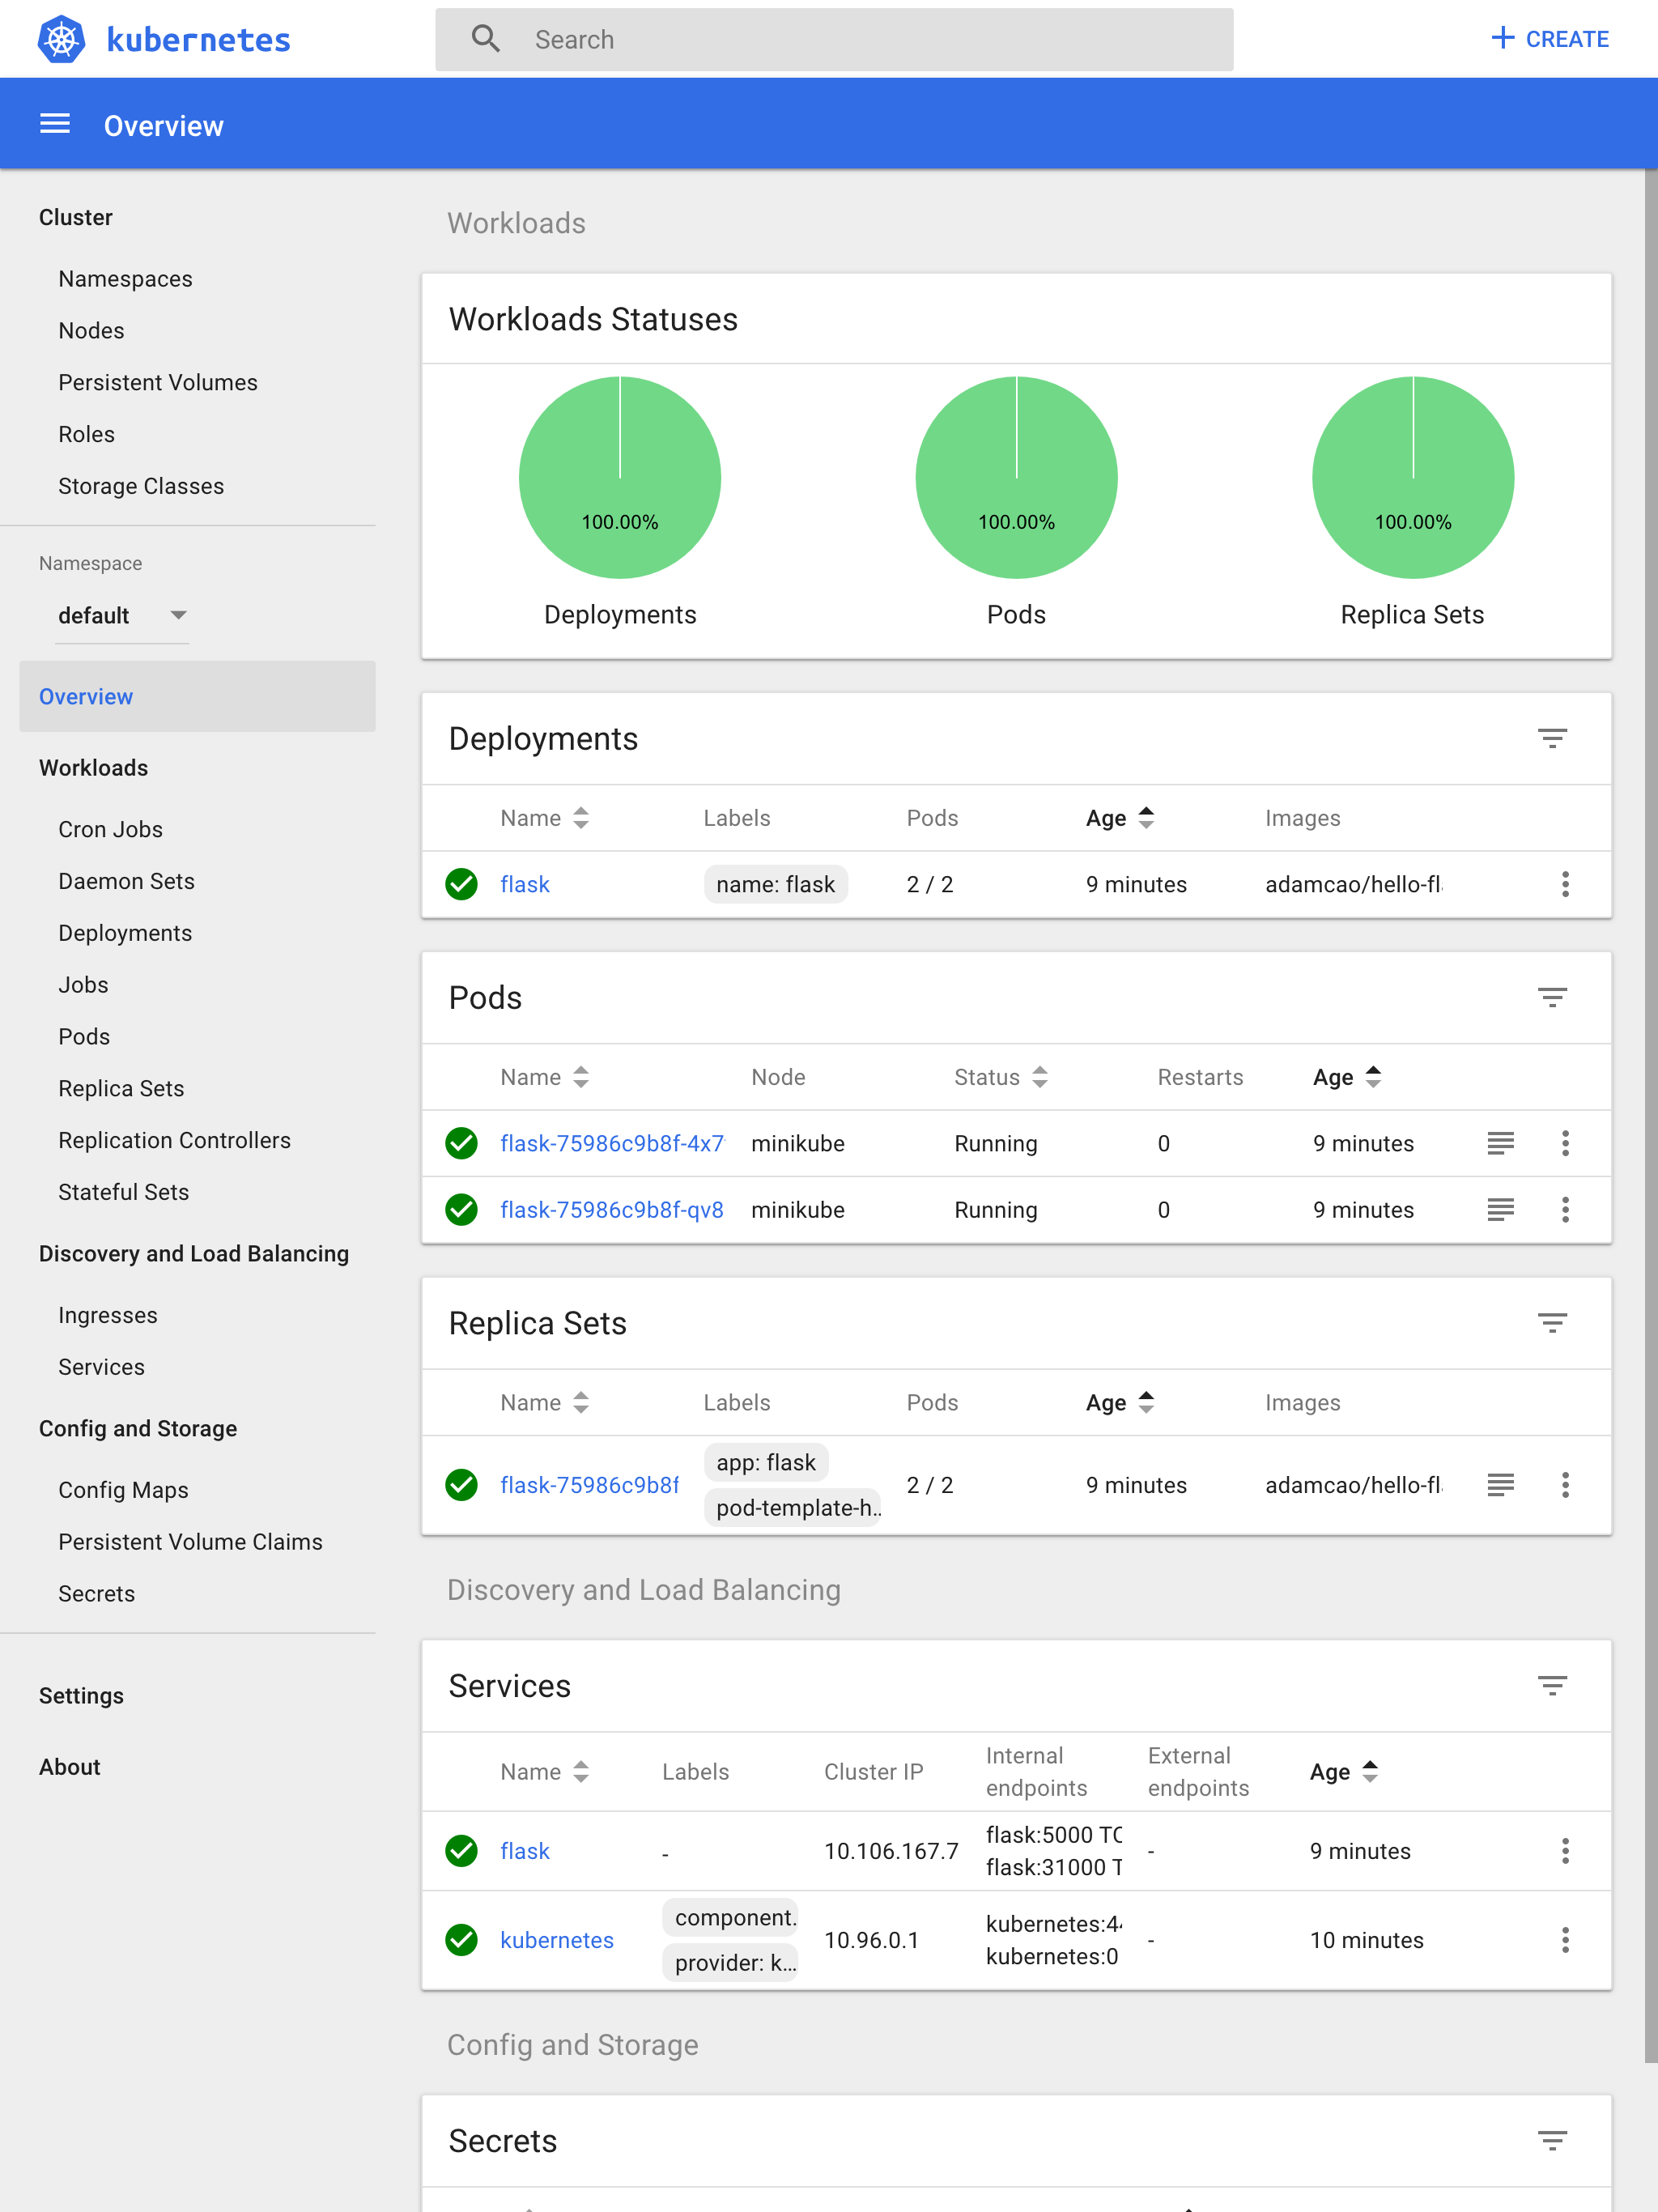 kubernetes
Search
CREATE
Overview
Cluster
Namespaces
Nodes
Persistent Volumes
Roles
Storage Classes
Namespace
default
Overview
Workloads
Cron Jobs
Daemon Sets
Deployments
Jobs
Pods
Replica Sets
Replication Controllers
Stateful Sets
Discovery and Load Balancing
Ingresses
Services
Config and Storage
Config Maps
Persistent Volume Claims
Secrets
Settings
About
Workloads
Workloads Statuses
100.00% 100.00% 100.00%
Deployments Pods Replica Sets
Deployments
Name Labels Pods Age Images
flask name: flask 2 / 2 9 minutes adamcao/hello-fl
Pods
Name Node Status Restarts Age
flask-75986c9b8f-4x7 minikube Running 0 9 minutes
flask-75986c9b8f-qv8 minikube Running 0 9 minutes
Replica Sets
Name Labels Pods Age Images
flask-75986c9b8f app: flask 2 / 2 9 minutes adamcao/hello-fl
pod-template-h...
Discovery and Load Balancing
Services
Name Labels Cluster IP Internal endpoints External endpoints Age
flask - 10.106.167.7 flask:5000 TC - 9 minutes
flask:31000 T
kubernetes component. 10.96.0.1 kubernetes:44 - 10 minutes
provider: k... kubernetes:0
Config and Storage
Secrets